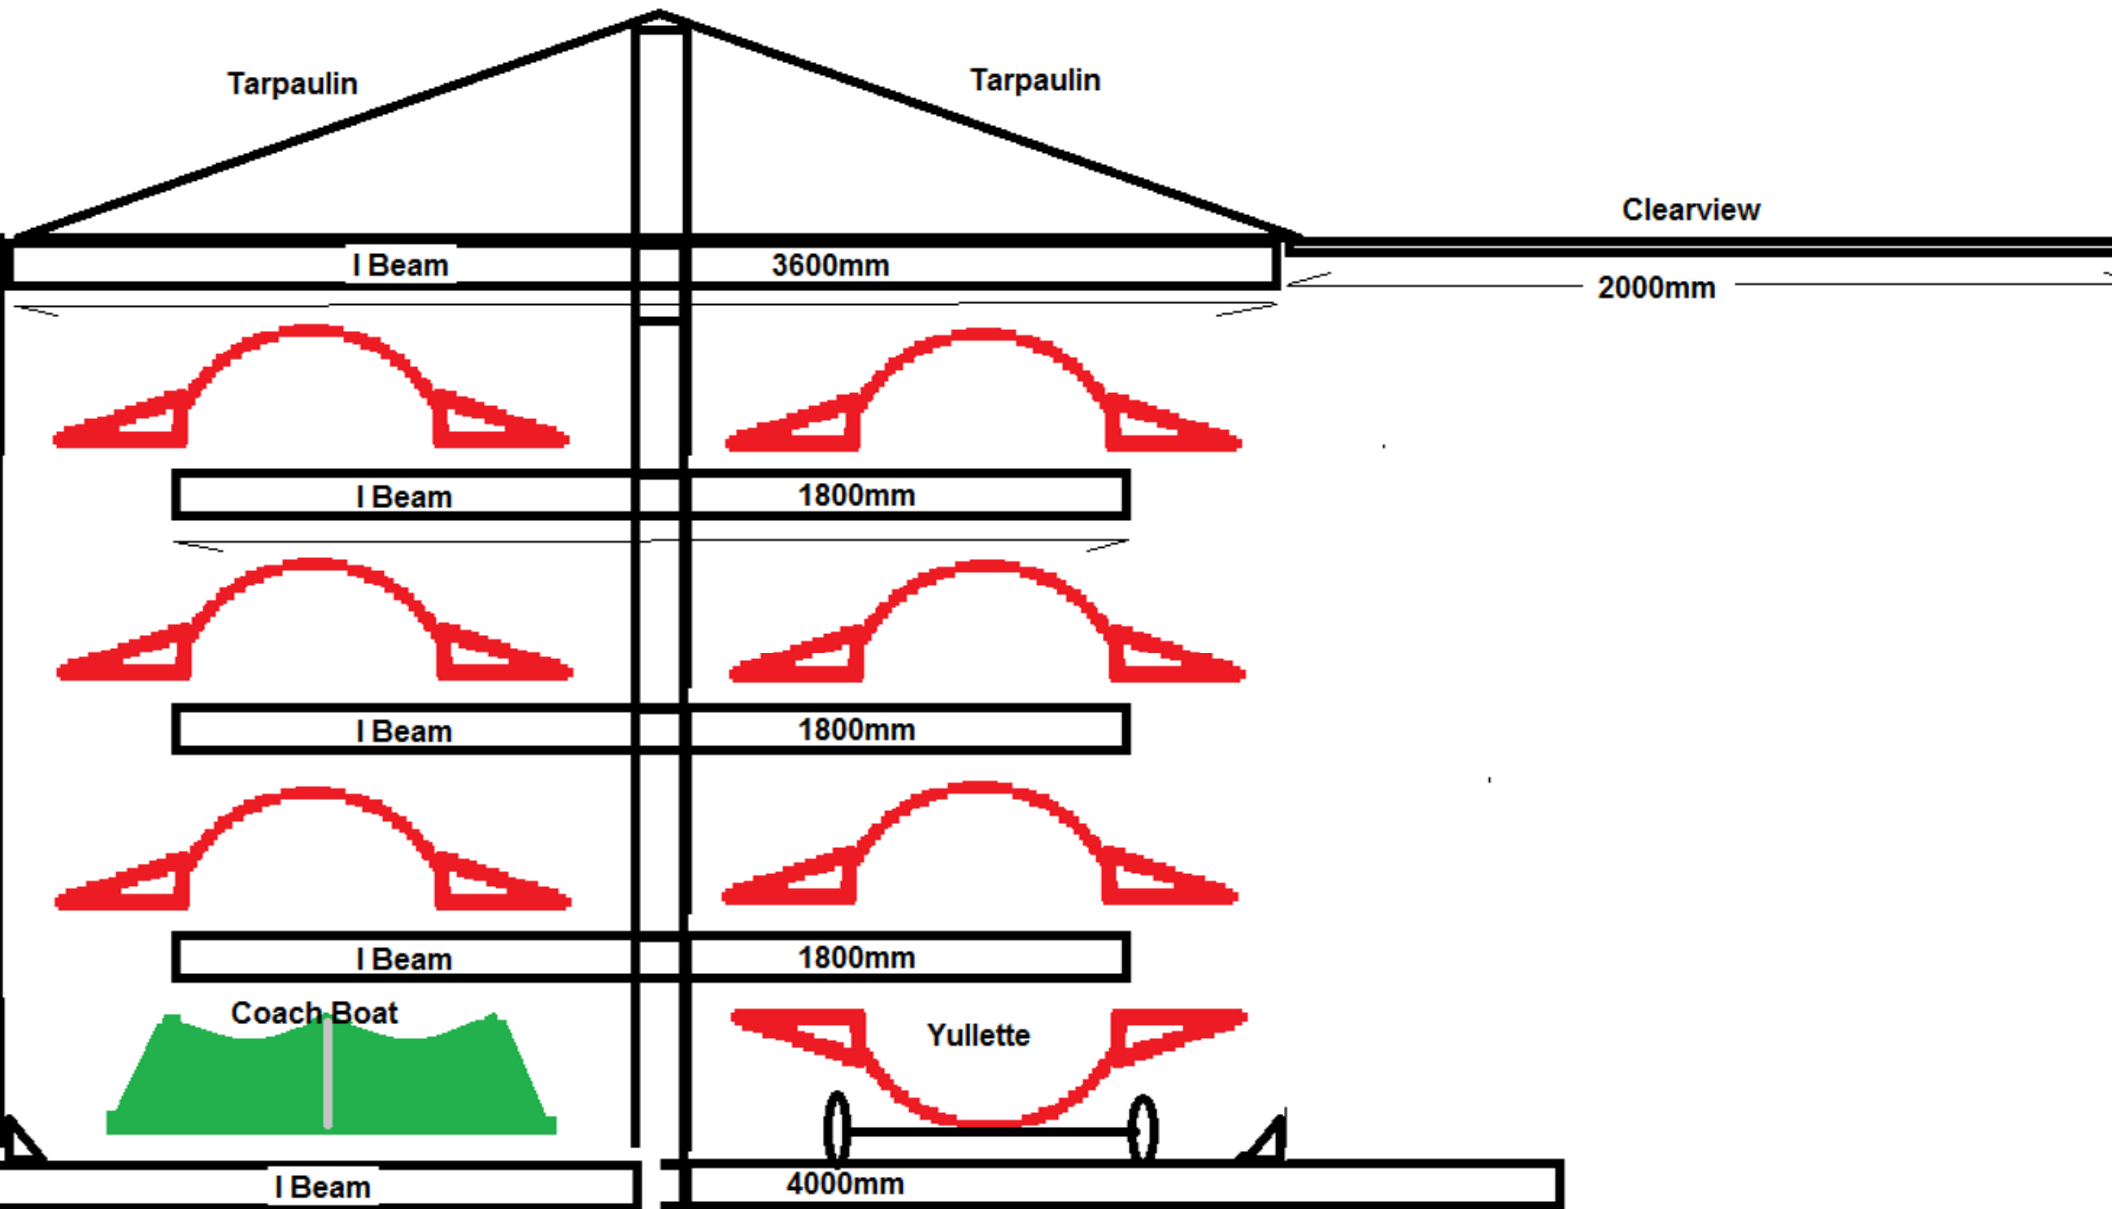 Tarpaulin
Tarpaulin
Clearview
I Beam 3600mm
2000mm
I Beam 1800mm
I Beam 1800mm
I Beam 1800mm
Coach Boat
Yullette
I Beam 4000mm